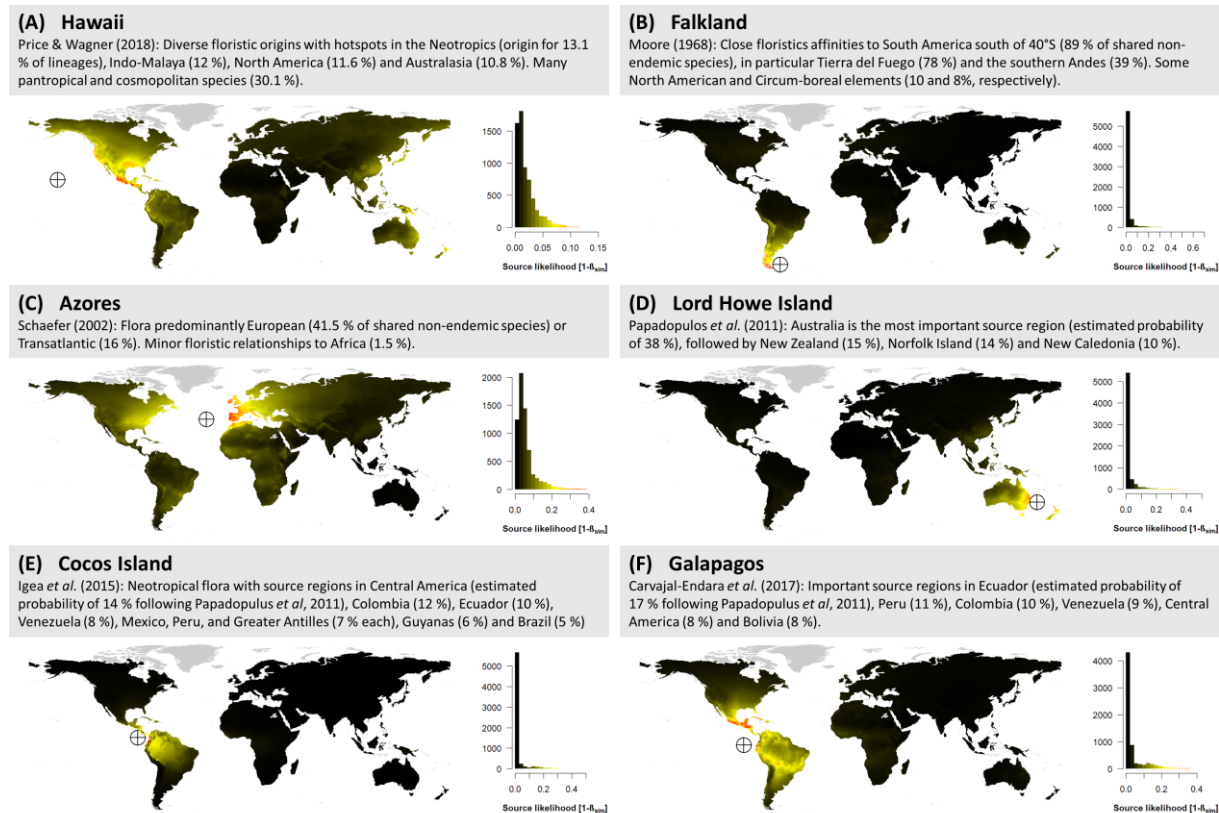 (A) Hawaii
Price & Wagner (2018): Diverse floristic origins with hotspots in the Neotropics (origin for 13.1
% of lineages), Indo-Malaya (12 %), North America (11.6 %) and Australasia (10.8 %). Many
pantropical and cosmopolitan species (30.1 %).
1500
1000
500
0
0.00 0.05 0.10 0.15
Source likelihood [1-ßsim]
(B) Falkland
Moore (1968): Close floristics affinities to South America south of 40°S (89 % of shared non-
endemic species), in particular Tierra del Fuego (78 %) and the southern Andes (39 %). Some
North American and Circum-boreal elements (10 and 8%, respectively).
5000
4000
3000
2000
1000
0
0.0 0.2 0.4 0.6
Source likelihood [1-ßsim]
(C) Azores
Schaefer (2002): Flora predominantly European (41.5 % of shared non-endemic species) or
Transatlantic (16 %). Minor floristic relationships to Africa (1.5 %).
2000
1500
1000
500
0
0.0 0.2 0.4
Source likelihood [1-ßsim]
(D) Lord Howe Island
Papadopulos et al. (2011): Australia is the most important source region (estimated probability
of 38 %), followed by New Zealand (15 %), Norfolk Island (14 %) and New Caledonia (10 %).
5000
4000
3000
2000
1000
0
0.0 0.2 0.4
Source likelihood [1-ßsim]
(E) Cocos Island
Igea et al. (2015): Neotropical flora with source regions in Central America (estimated
probability of 14 % following Papadopulus et al, 2011), Colombia (12 %), Ecuador (10 %),
Venezuela (8 %), Mexico, Peru, and Greater Antilles (7 % each), Guyanas (6 %) and Brazil (5 %)
5000
4000
3000
2000
1000
0
0.0 0.2 0.4
Source likelihood [1-ßsim]
(F) Galapagos
Carvajal-Endara et al. (2017): Important source regions in Ecuador (estimated probability of
17 % following Papadopulus et al, 2011), Peru (11 %), Colombia (10 %), Venezuela (9 %), Central
America (8 %) and Bolivia (8 %).
4000
3000
2000
1000
0
0.0 0.2 0.4
Source likelihood [1-ßsim]